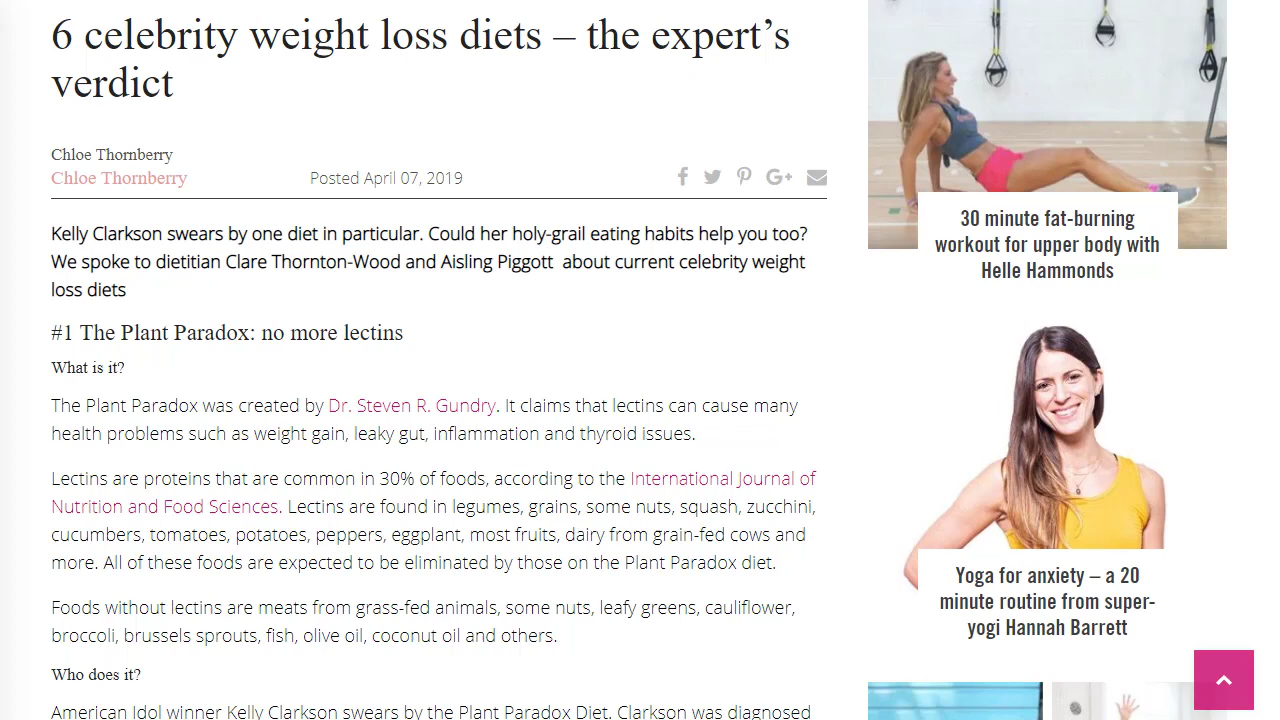 6 celebrity weight loss diets – the expert’s
verdict
Chloe Thornberry
Chloe Thornberry
Posted April 07, 2019
Kelly Clarkson swears by one diet in particular. Could her holy-grail eating habits help you too?
We spoke to dietitian Clare Thornton-Wood and Aisling Piggott  about current celebrity weight
loss diets
#1 The Plant Paradox: no more lectins
What is it?
The Plant Paradox was created by Dr. Steven R. Gundry. It claims that lectins can cause many
health problems such as weight gain, leaky gut, inflammation and thyroid issues.
Lectins are proteins that are common in 30% of foods, according to the International Journal of
Nutrition and Food Sciences. Lectins are found in legumes, grains, some nuts, squash, zucchini,
cucumbers, tomatoes, potatoes, peppers, eggplant, most fruits, dairy from grain-fed cows and
more. All of these foods are expected to be eliminated by those on the Plant Paradox diet.
Foods without lectins are meats from grass-fed animals, some nuts, leafy greens, cauliflower,
broccoli, brussels sprouts, fish, olive oil, coconut oil and others.
Who does it?
American Idol winner Kelly Clarkson swears by the Plant Paradox Diet. Clarkson was diagnosed
30 minute fat-burning
workout for upper body with
Helle Hammonds
Yoga for anxiety – a 20
minute routine from super-
yogi Hannah Barrett